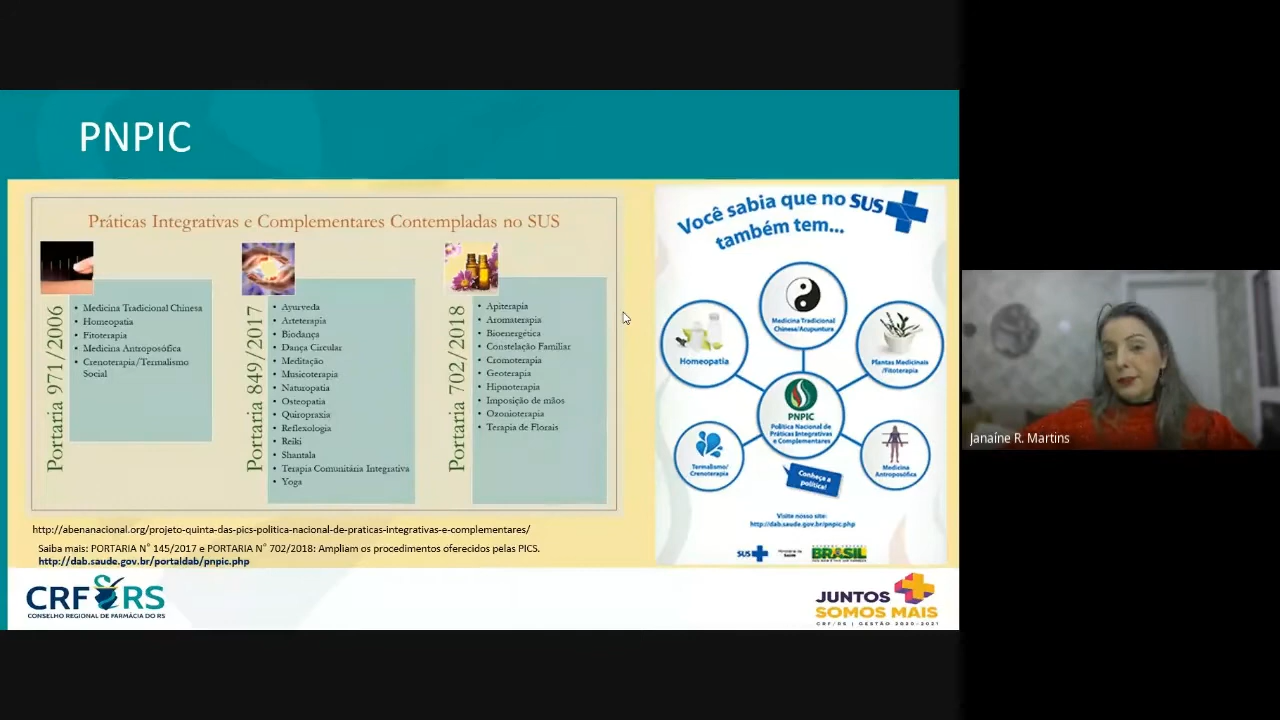 PNPIC
Práticas Integrativas e Complementares Contempladas no SUS
Portaria 971/2006
• Medicina Tradicional Chinesa
• Homeopatia
• Fitoterapia
• Medicina Antroposófica
• Crenoterapia/Termalismo
Social
Portaria 849/2017
• Ayurveda
• Arteterapia
• Biodança
• Dança Circular
• Meditação
• Musicoterapia
• Naturopatia
• Osteopatia
• Quiropraxia
• Reflexologia
• Reiki
• Shantala
• Terapia Comunitária Integrativa
• Yoga
Portaria 702/2018
• Apiterapia
• Aromaterapia
• Bioenergética
• Constelação Familiar
• Cromoterapia
• Geoterapia
• Hipnoterapia
• Imposição de mãos
• Ozonioterapia
• Terapia de Florais
http://abenanacional.org/projeto-quinta-das-pics-politica-nacional-de-praticas-integrativas-e-complementares/
Saiba mais: PORTARIA N° 145/2017 e PORTARIA N° 702/2018: Ampliam os procedimentos oferecidos pelas PICS.
http://dab.saude.gov.br/portaldab/pnpic.php
Você sabia que no SUS
também tem...
Medicina Tradicional
Chinesa/Acupuntura
Homeopatia
Plantas Medicinais
/Fitoterapia
PNPIC
Política Nacional de
Práticas Integrativas
e Complementares
Termalismo/
Crenoterapia
Medicina
Antroposófica
Conheça a
política!
Visite nosso site:
http://dab.saude.gov.br/pnpic.php
SUS
BRASIL
CRF RS
CONSELHO REGIONAL DE FARMÁCIA DO RS
JUNTOS
SOMOS MAIS
CRF/RS | GESTÃO 2020-2021
Janaíne R. Martins